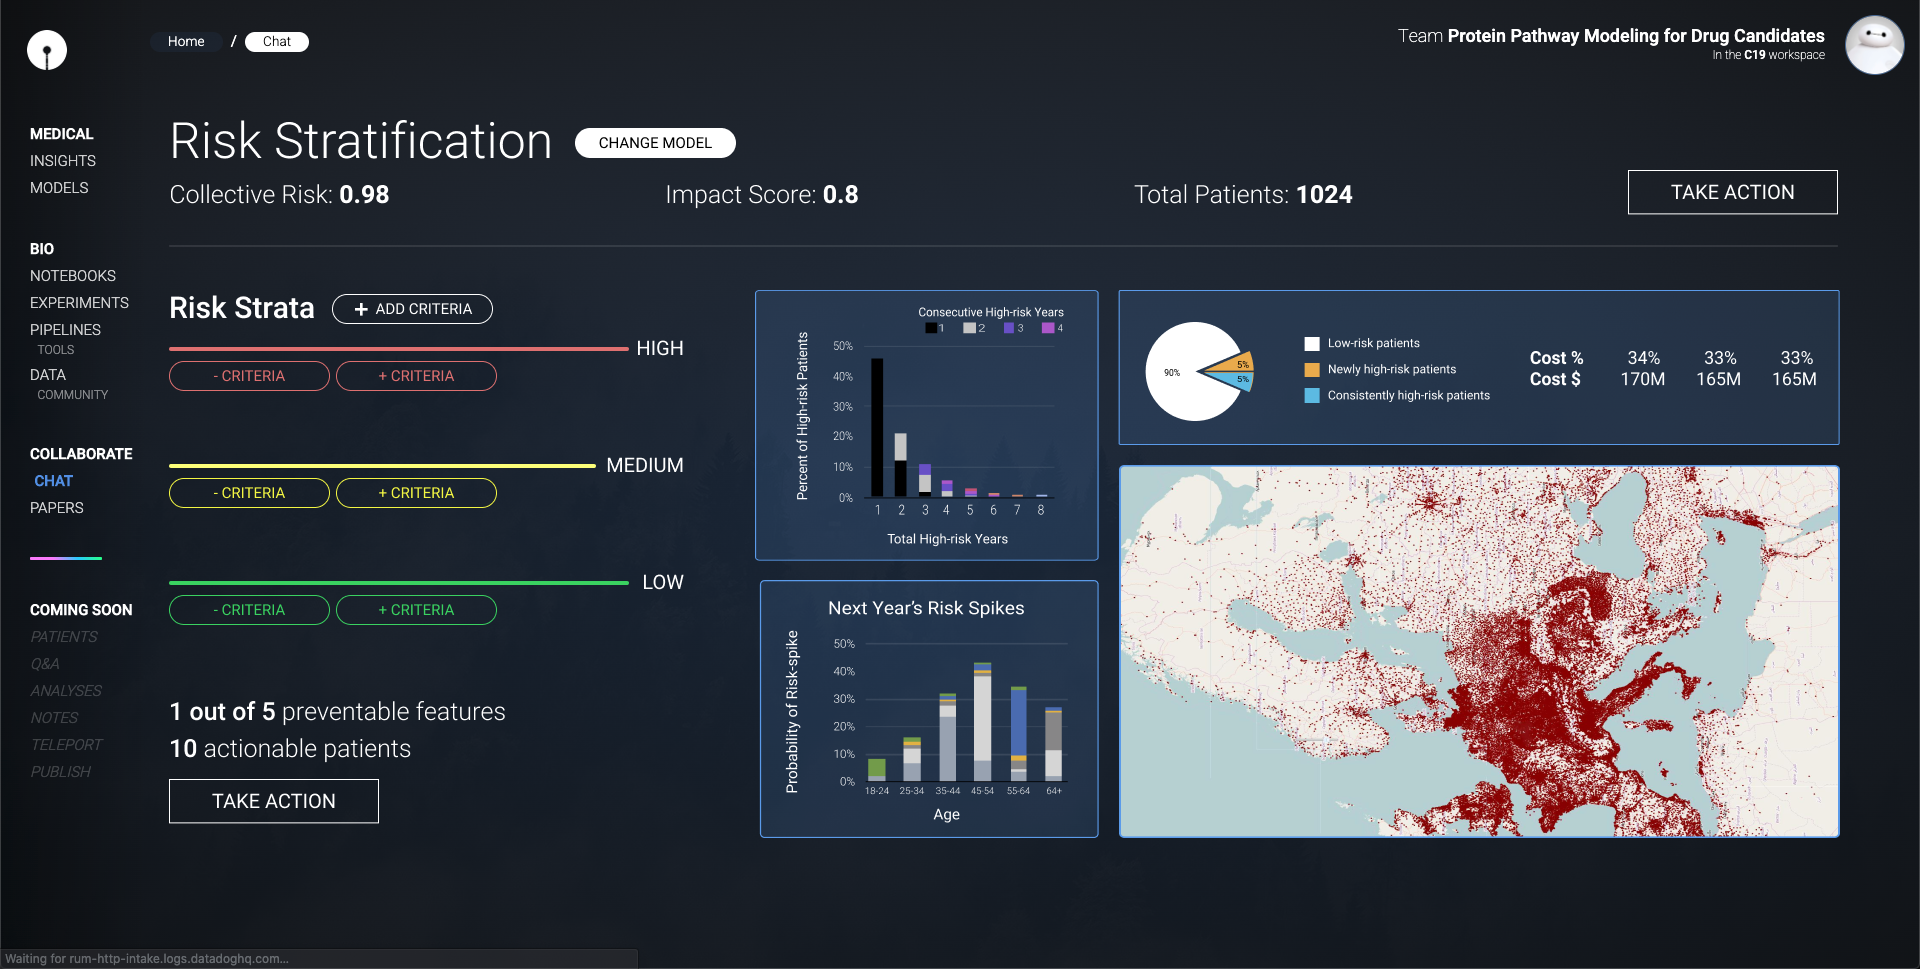 Home / Chat
Team Protein Pathway Modeling for Drug Candidates
In the C19 workspace
MEDICAL
INSIGHTS
MODELS
BIO
NOTEBOOKS
EXPERIMENTS
PIPELINES
TOOLS
DATA
COMMUNITY
COLLABORATE
CHAT
PAPERS
COMING SOON
PATIENTS
Q&A
ANALYSES
NOTES
TELEPORT
PUBLISH
Risk Stratification
CHANGE MODEL
Collective Risk: 0.98
Impact Score: 0.8
Total Patients: 1024
TAKE ACTION
Risk Strata
+ ADD CRITERIA
HIGH
- CRITERIA
+ CRITERIA
MEDIUM
- CRITERIA
+ CRITERIA
LOW
- CRITERIA
+ CRITERIA
1 out of 5 preventable features
10 actionable patients
TAKE ACTION
Consecutive High-risk Years
1 2 3 4
Percent of High-risk Patients
50%
40%
30%
20%
10%
0%
1 2 3 4 5 6 7 8
Total High-risk Years
Next Year's Risk Spikes
Probability of Risk-spike
50%
40%
30%
20%
10%
0%
18-24 25-34 35-44 45-54 55-64 64+
Age
90%
5%
5%
Low-risk patients
Newly high-risk patients
Consistently high-risk patients
Cost % 34% 33% 33%
Cost $ 170M 165M 165M
Waiting for rum-http-intake.logs.datadoghq.com...